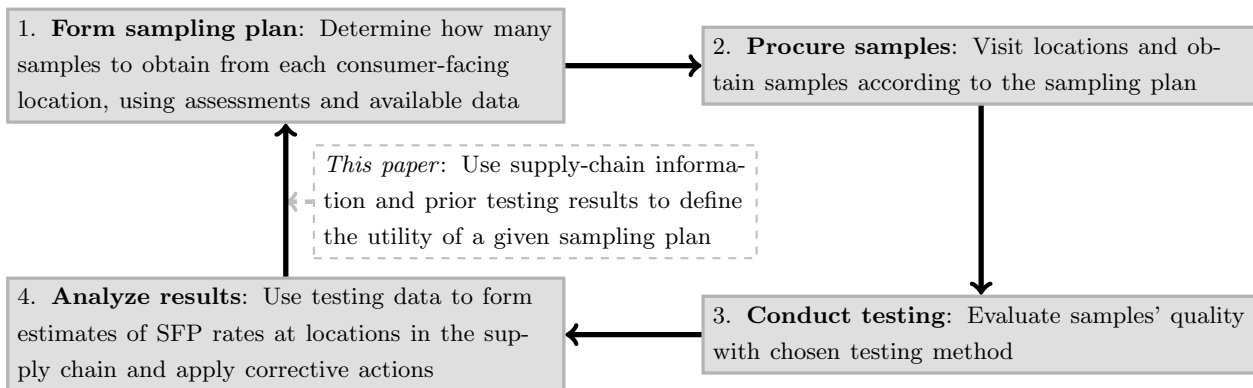 1. Form sampling plan: Determine how many
samples to obtain from each consumer-facing
location, using assessments and available data
2. Procure samples: Visit locations and ob-
tain samples according to the sampling plan
This paper: Use supply-chain informa-
tion and prior testing results to define
the utility of a given sampling plan
3. Conduct testing: Evaluate samples' quality
with chosen testing method
4. Analyze results: Use testing data to form
estimates of SFP rates at locations in the sup-
ply chain and apply corrective actions